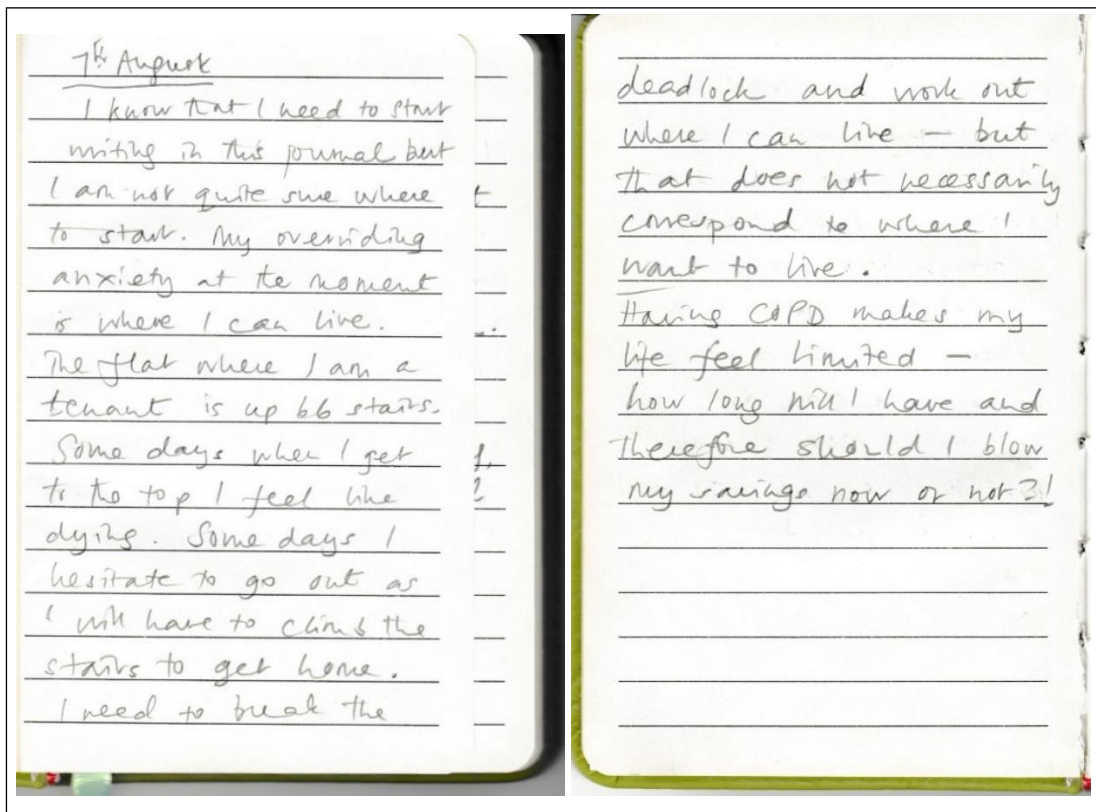 7th August
I know that I need to start
writing in this journal but
I am not quite sure where
to start. My overriding
anxiety at the moment
is where I can live.
The flat where I am a
tenant is up 66 stairs.
Some days when I get
to the top I feel like
dying. Some days I
hesitate to go out as
I will have to climb the
stairs to get home.
I need to break the
deadlock and work out
where I can live – but
that does not necessarily
correspond to where I
want to live.
Having COPD makes my
life feel limited –
how long will I have and
therefore should I blow
my savings now or not?!